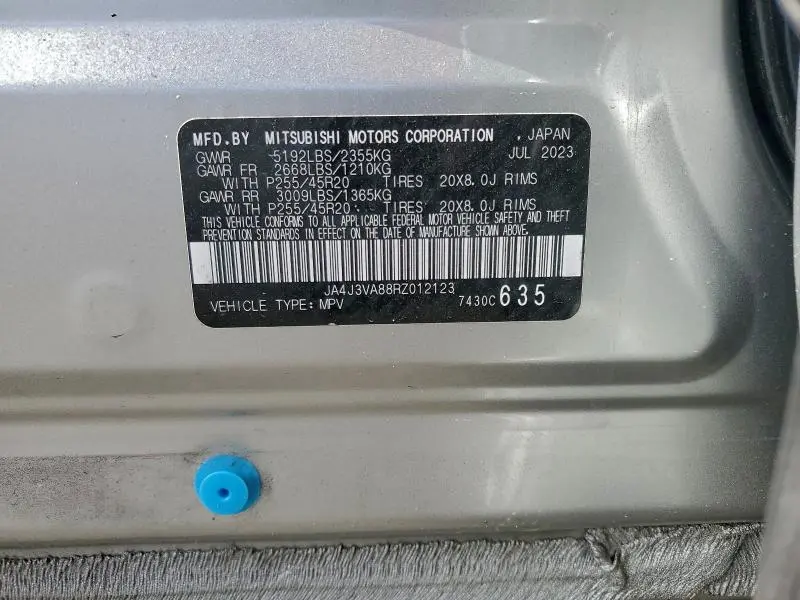 MFD.BY MITSUBISHI MOTORS CORPORATION . JAPAN
GVWR 5192LBS/2355KG JUL 2023
GAWR FR 2668LBS/1210KG
WITH P255/45R20 TIRES 20X8.0J RIMS
GAWR RR 3009LBS/1365KG
WITH P255/45R20 TIRES 20X8.0J RIMS
THIS VEHICLE CONFORMS TO ALL APPLICABLE FEDERAL MOTOR VEHICLE SAFETY AND THEFT
PREVENTION STANDARDS IN EFFECT ON THE DATE OF MANUFACTURE SHOWN ABOVE.
JA4J3VA88RZ012123
VEHICLE TYPE: MPV 7430C 635